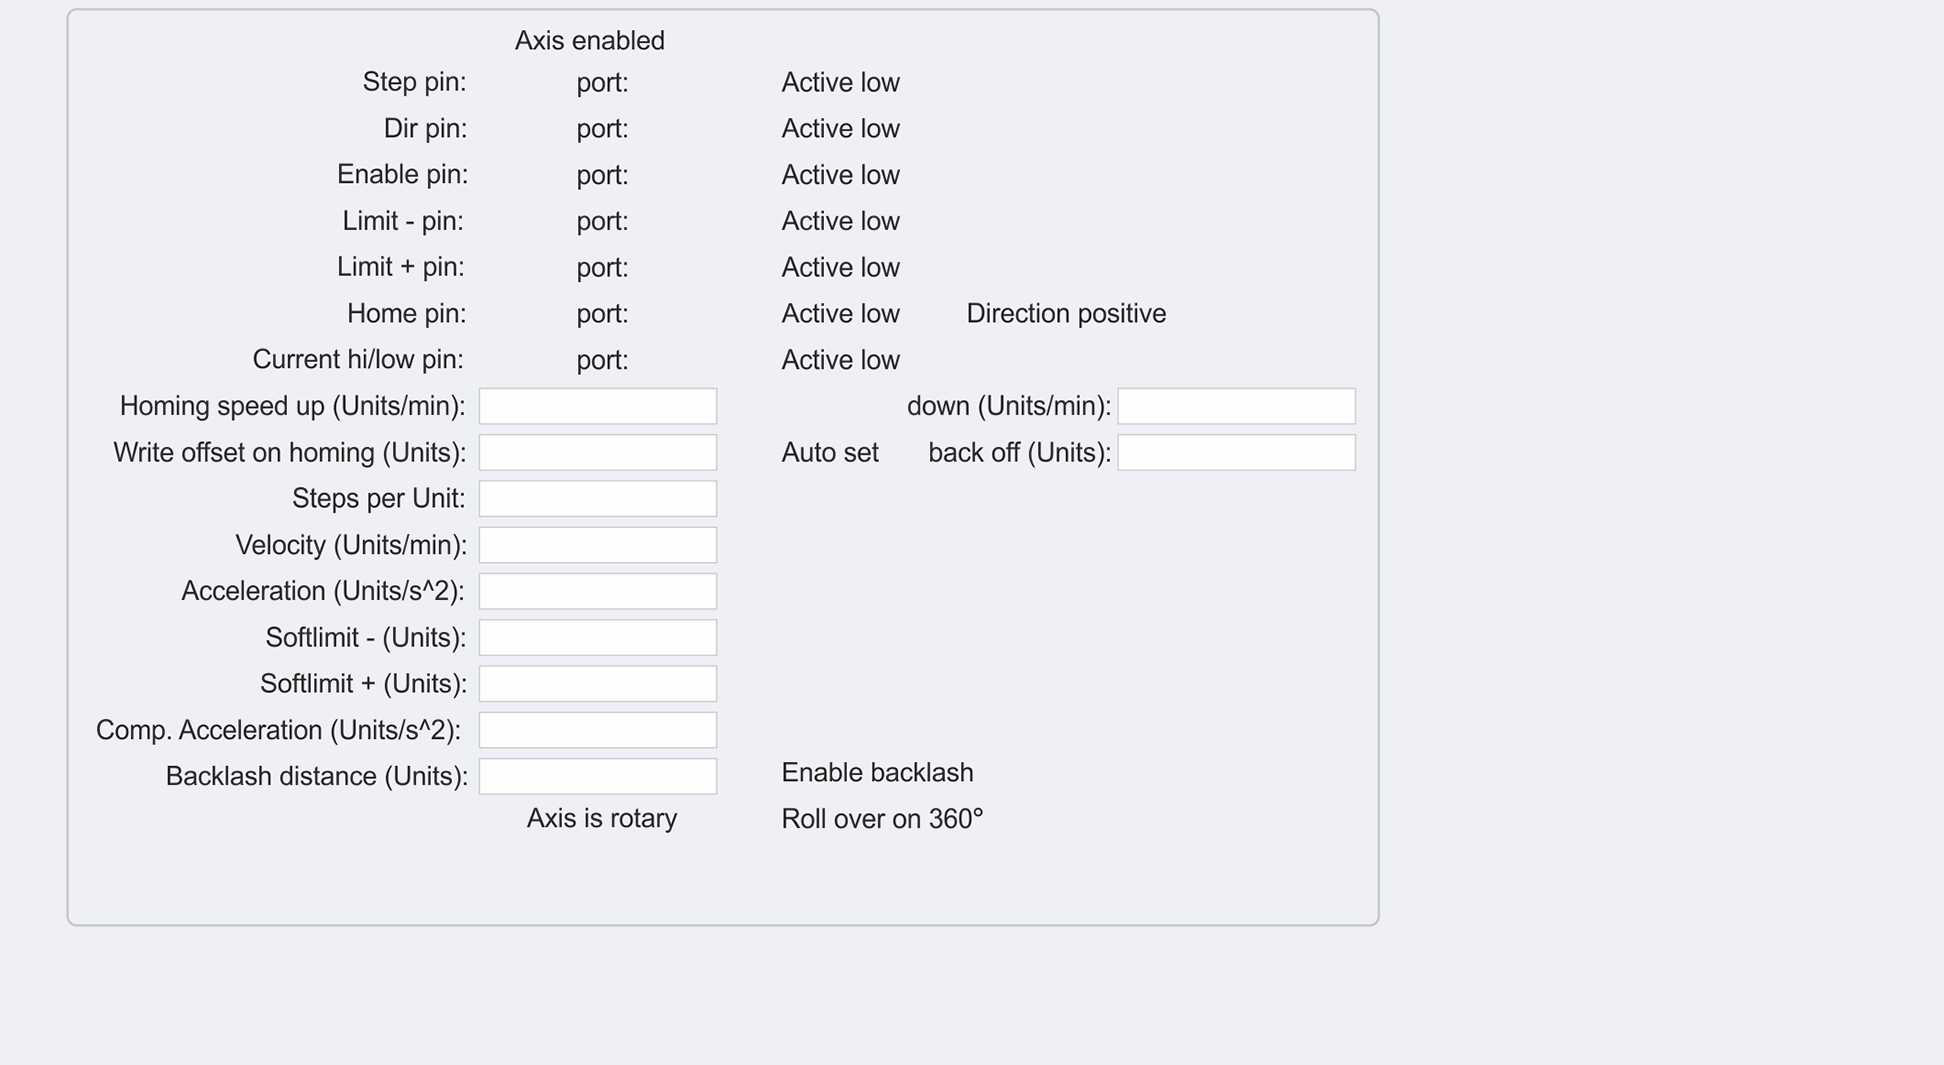 Axis enabled
Step pin: port: Active low
Dir pin: port: Active low
Enable pin: port: Active low
Limit - pin: port: Active low
Limit + pin: port: Active low
Home pin: port: Active low Direction positive
Current hi/low pin: port: Active low
Homing speed up (Units/min): down (Units/min):
Write offset on homing (Units): Auto set back off (Units):
Steps per Unit:
Velocity (Units/min):
Acceleration (Units/s^2):
Softlimit - (Units):
Softlimit + (Units):
Comp. Acceleration (Units/s^2):
Backlash distance (Units): Enable backlash
Axis is rotary Roll over on 360º